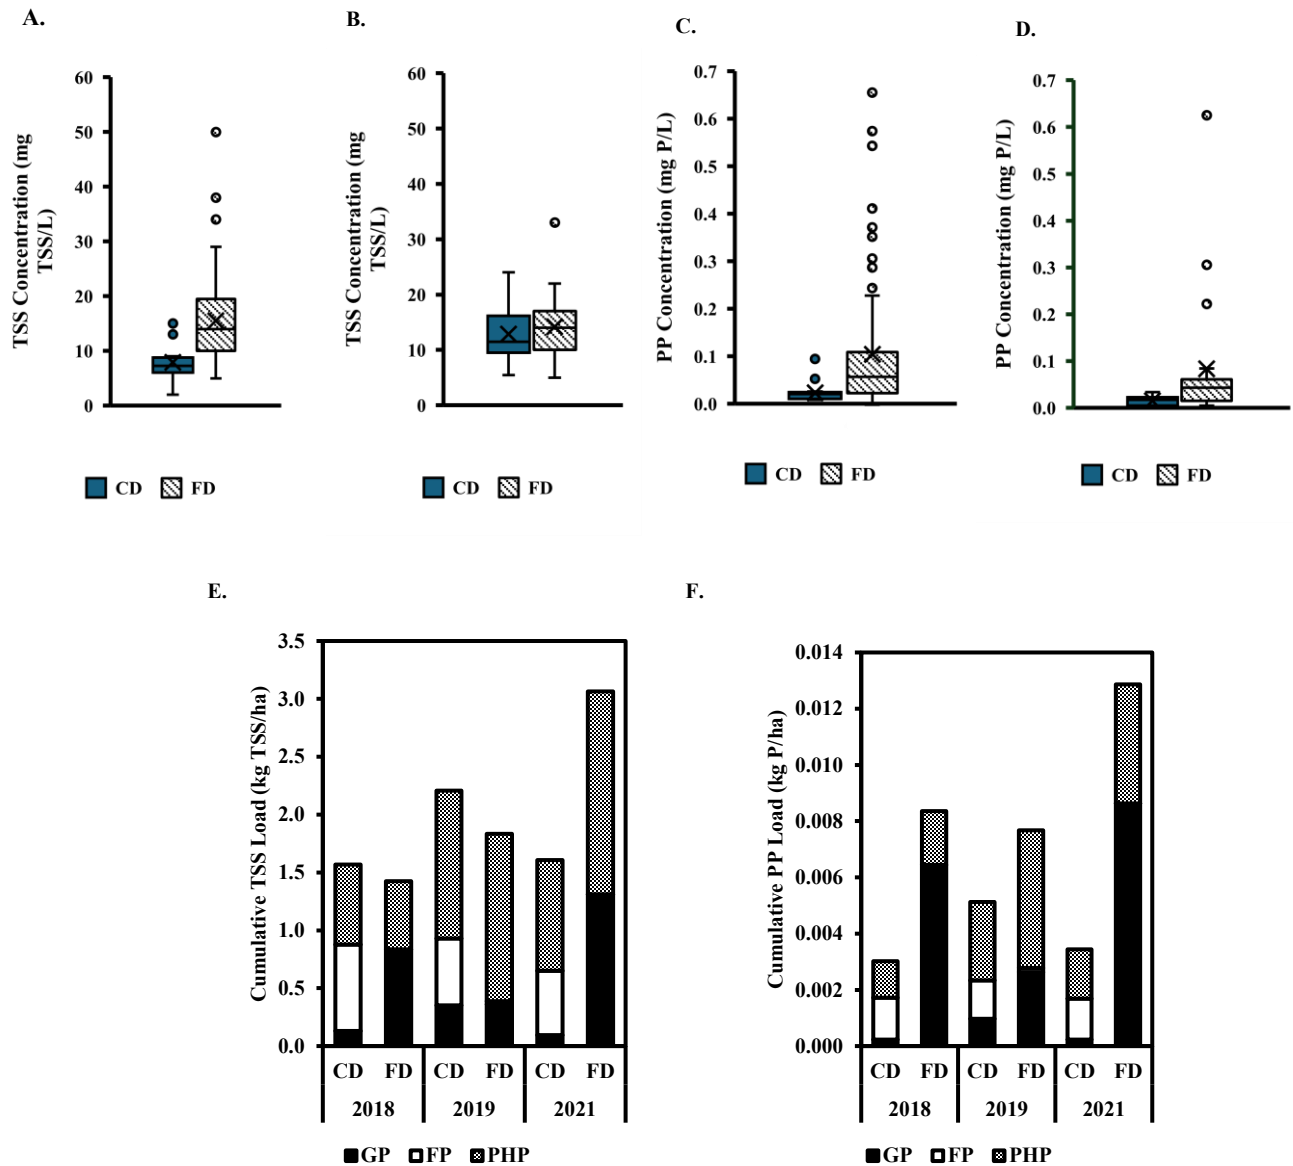 A.
B.
C.
D.
TSS Concentration (mg
TSS/L)
60
50
40
30
20
10
0
CD
FD
TSS Concentration (mg
TSS/L)
60
50
40
30
20
10
0
CD
FD
PP Concentration (mg P/L)
0.7
0.6
0.5
0.4
0.3
0.2
0.1
0.0
CD
FD
PP Concentration (mg P/L)
0.7
0.6
0.5
0.4
0.3
0.2
0.1
0.0
CD
FD
E.
F.
Cumulative TSS Load (kg TSS/ha)
3.5
3.0
2.5
2.0
1.5
1.0
0.5
0.0
CD FD CD FD CD FD
2018 2019 2021
GP FP PHP
Cumulative PP Load (kg P/ha)
0.014
0.012
0.010
0.008
0.006
0.004
0.002
0.000
CD FD CD FD CD FD
2018 2019 2021
GP FP PHP